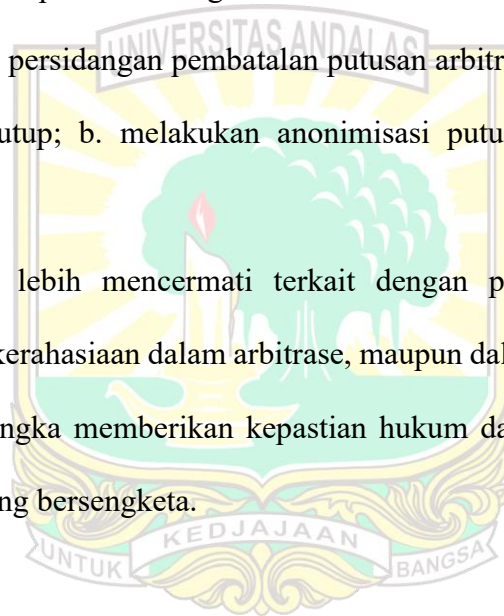 UNIVERSITAS ANDALAS
persidangan pembatalan putusan arbitr
utup; b. melakukan anonimisasi putu
lebih mencermati terkait dengan p
kerahasiaan dalam arbitrase, maupun dal
ngka memberikan kepastian hukum da
ng bersengketa.
KEDJAJAAN
UNTUK
BANGSA